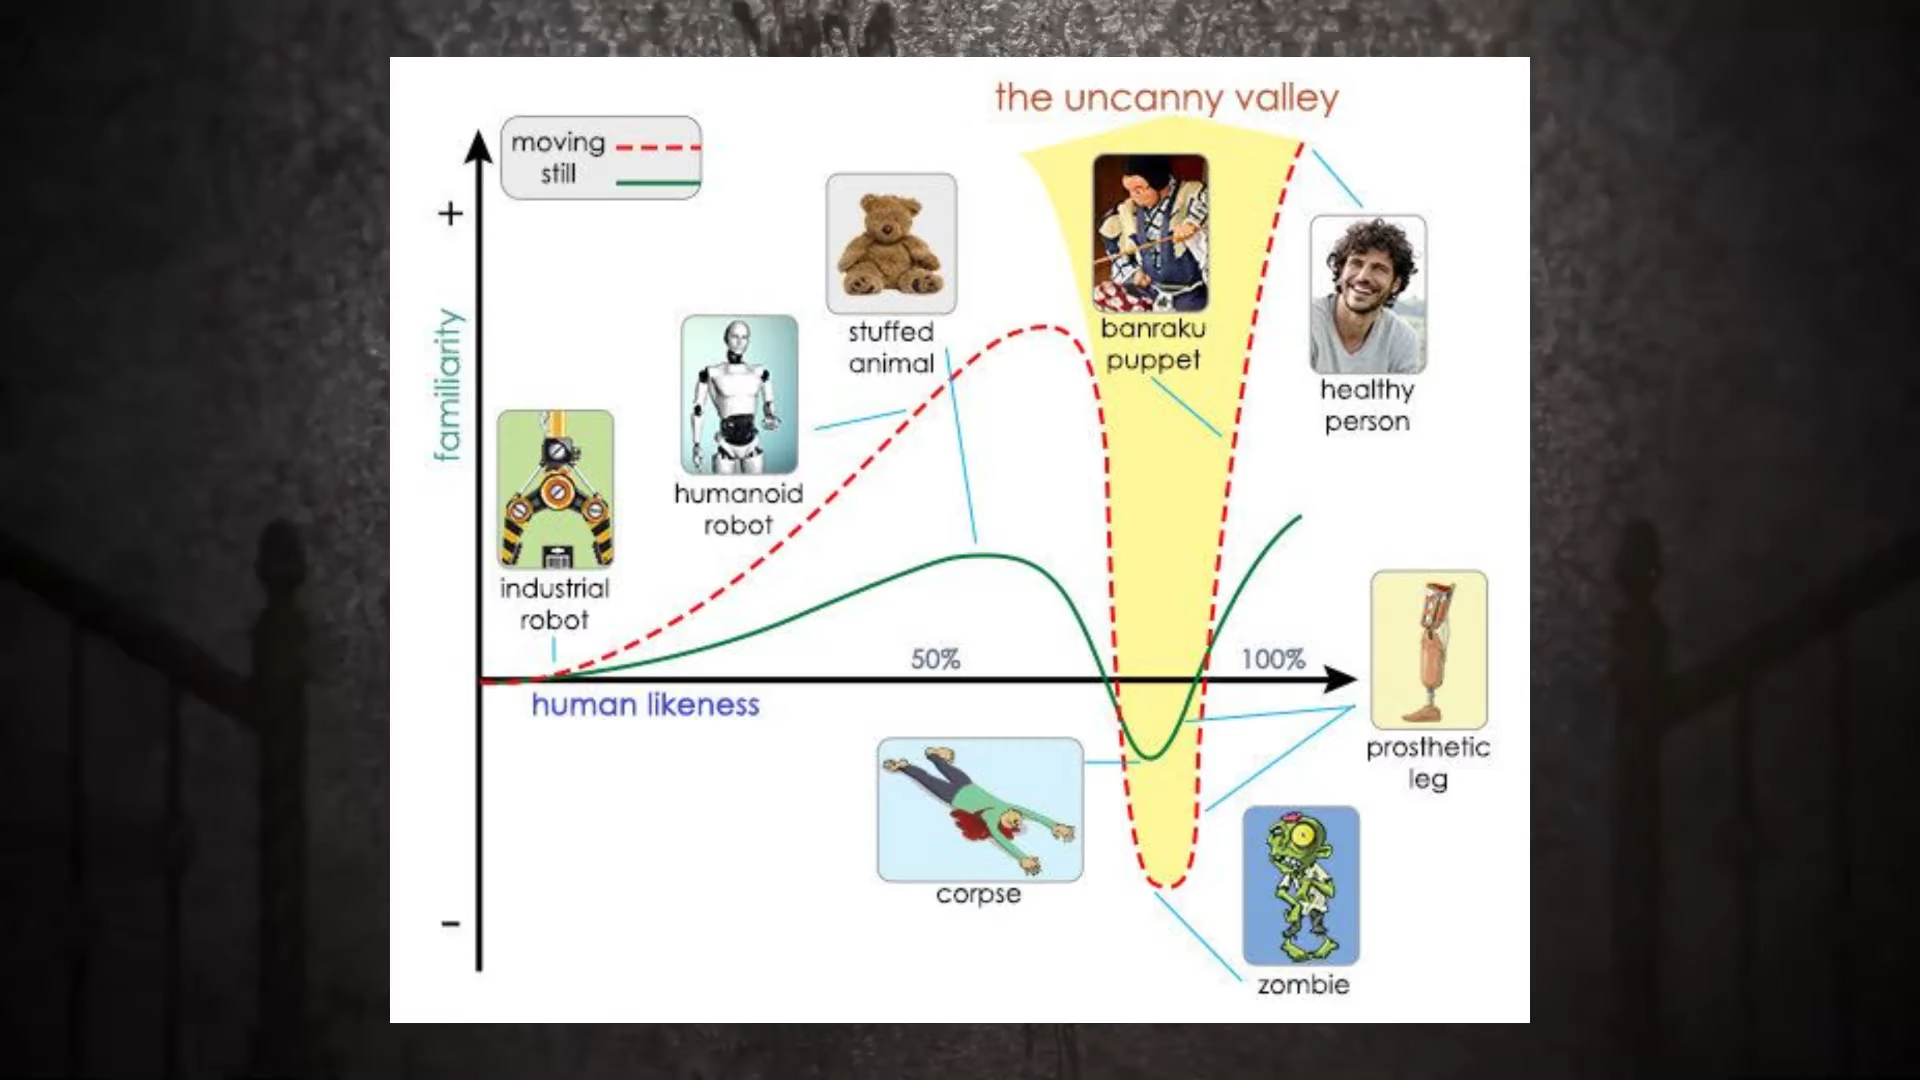 the uncanny valley
moving
still
+
familiarity
stuffed
animal
banraku
puppet
healthy
person
humanoid
robot
industrial
robot
50%
100%
human likeness
prosthetic
leg
corpse
−
zombie